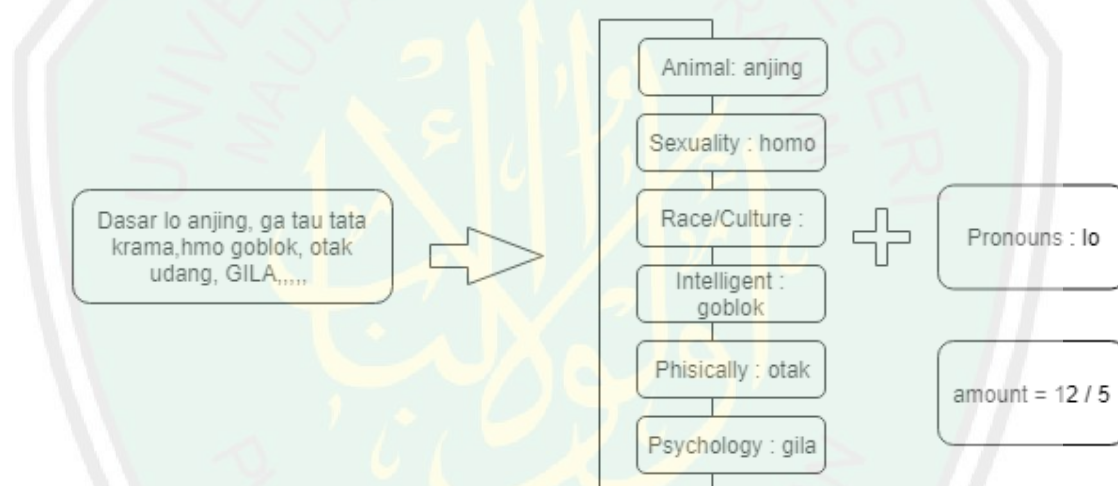 Dasar lo anjing, ga tau tata
krama,hmo goblok, otak
udang, GILA,,,,,
Animal: anjing
Sexuality : homo
Race/Culture :
Intelligent :
goblok
Phisically : otak
Psychology : gila
Pronouns : lo
amount = 12 / 5